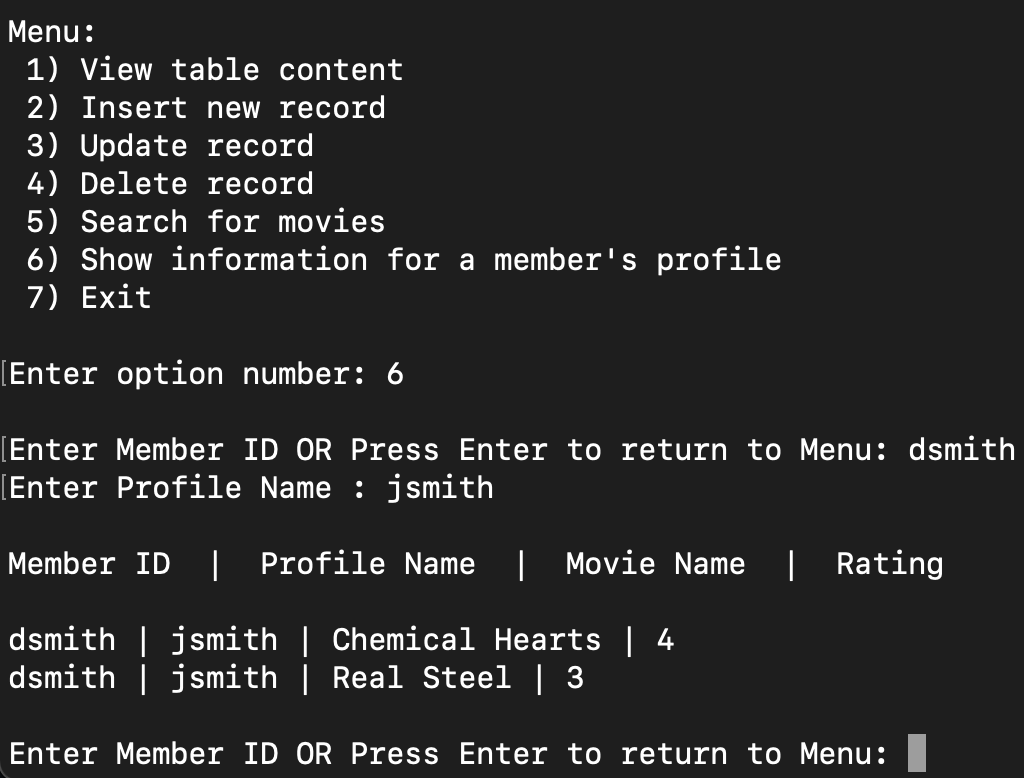 Menu:
1) View table content
2) Insert new record
3) Update record
4) Delete record
5) Search for movies
6) Show information for a member's profile
7) Exit
[Enter option number: 6
[Enter Member ID OR Press Enter to return to Menu: dsmith
[Enter Profile Name : jsmith
Member ID  |  Profile Name  |  Movie Name  |  Rating
dsmith | jsmith | Chemical Hearts | 4
dsmith | jsmith | Real Steel | 3
Enter Member ID OR Press Enter to return to Menu: